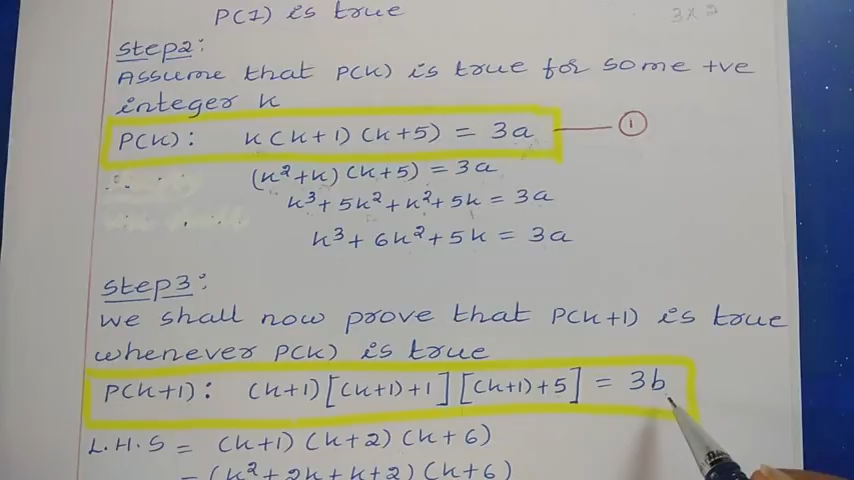 P(1) is true
3×2
Step2:
Assume that P(k) is true for some +ve
integer k
P(k): k(k+1)(k+5) = 3a —— ①
(k²+k)(k+5) = 3a
k³+5k²+k²+5k = 3a
k³+6k²+5k = 3a
Step3:
We shall now prove that P(k+1) is true
whenever P(k) is true
P(k+1): (k+1)[(k+1)+1][(k+1)+5] = 3b
L.H.S = (k+1)(k+2)(k+6)
= (k²+2k+k+2)(k+6)